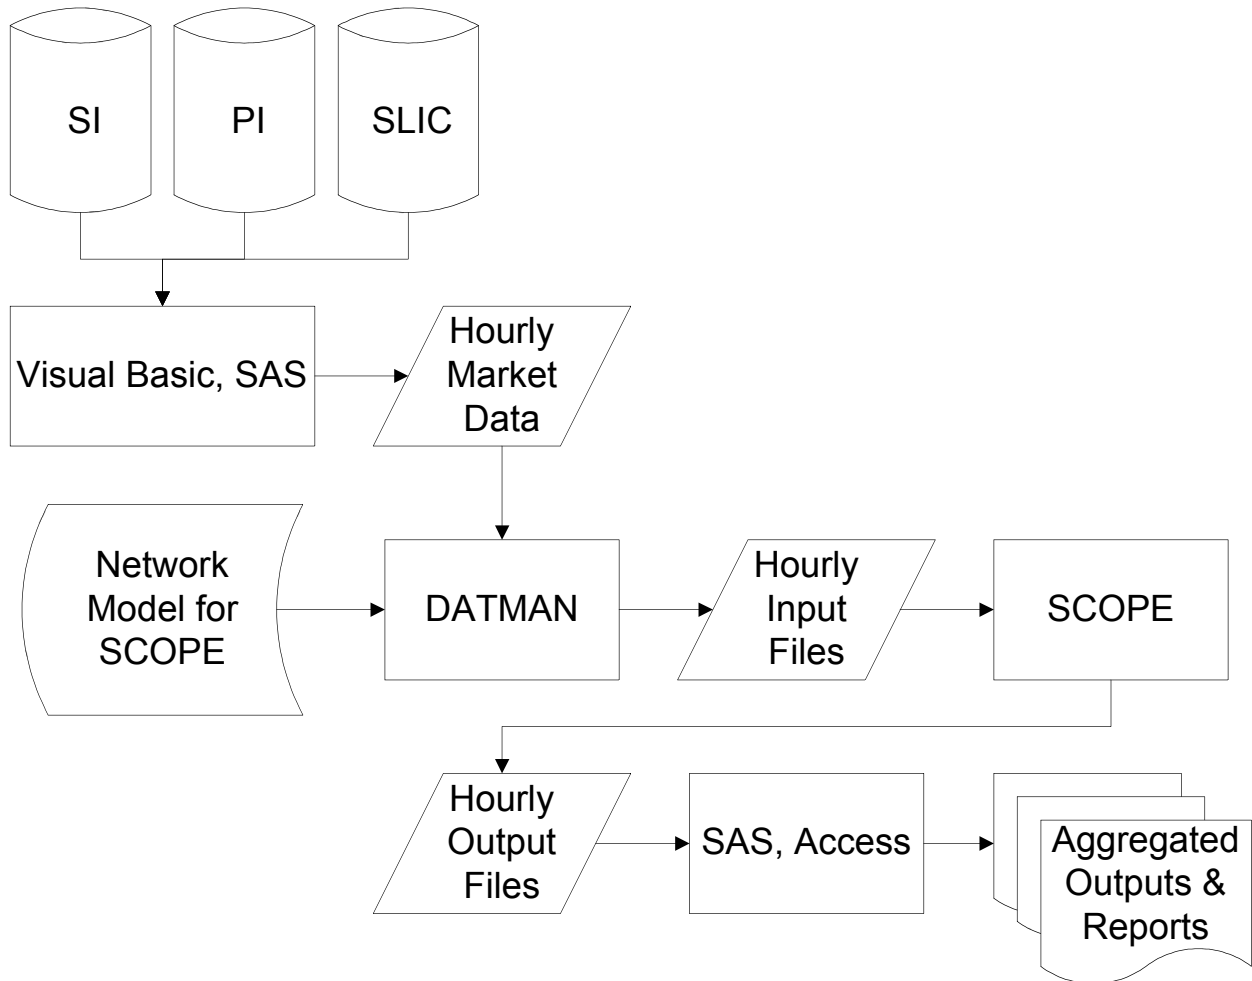 SI
PI
SLIC
Visual Basic, SAS
Hourly
Market
Data
Network
Model for
SCOPE
DATMAN
Hourly
Input
Files
SCOPE
Hourly
Output
Files
SAS, Access
Aggregated
Outputs &
Reports